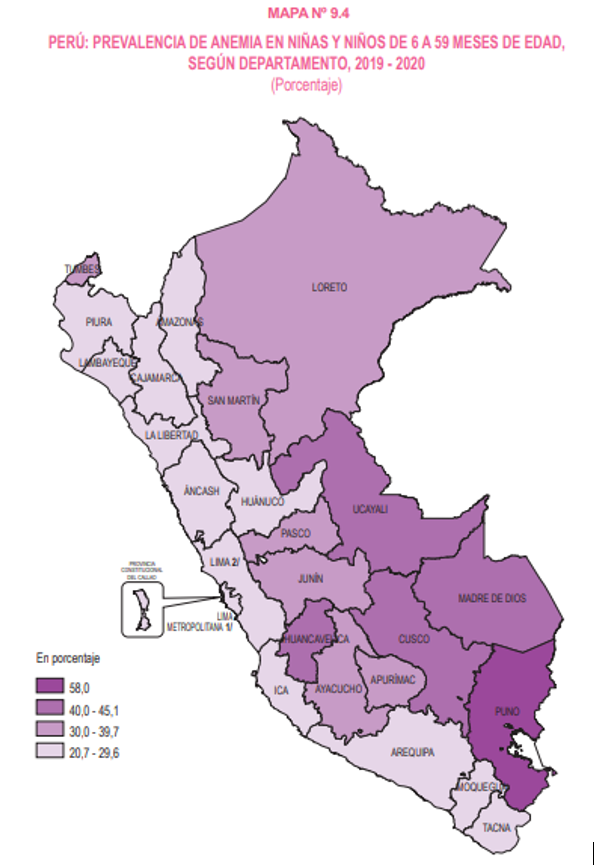 MAPA Nº 9.4
PERÚ: PREVALENCIA DE ANEMIA EN NIÑAS Y NIÑOS DE 6 A 59 MESES DE EDAD,
SEGÚN DEPARTAMENTO, 2019 - 2020
(Porcentaje)
TUMBES
LORETO
PIURA
AMAZONAS
LAMBAYEQUE
CAJAMARCA
SAN MARTÍN
LA LIBERTAD
ÁNCASH
HUÁNUCO
UCAYALI
PASCO
LIMA 2/
PROVINCIA
CONSTITUCIONAL
DEL CALLAO
JUNÍN
MADRE DE DIOS
LIMA
METROPOLITANA 1/
HUANCAVELICA
CUSCO
En porcentaje
58,0
40,0 - 45,1
30,0 - 39,7
20,7 - 29,6
ICA
AYACUCHO
APURÍMAC
PUNO
AREQUIPA
MOQUEGUA
TACNA